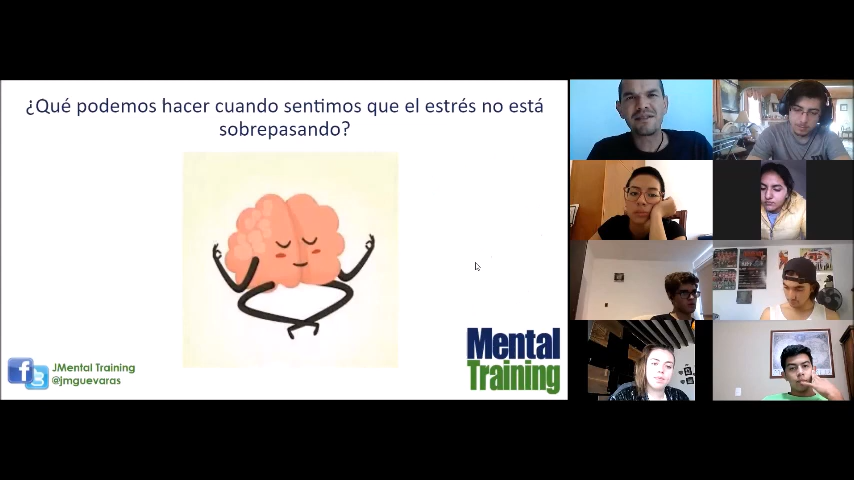 ¿Qué podemos hacer cuando sentimos que el estrés no está
sobrepasando?
Mental
Training
JMental Training
@jmguevaras